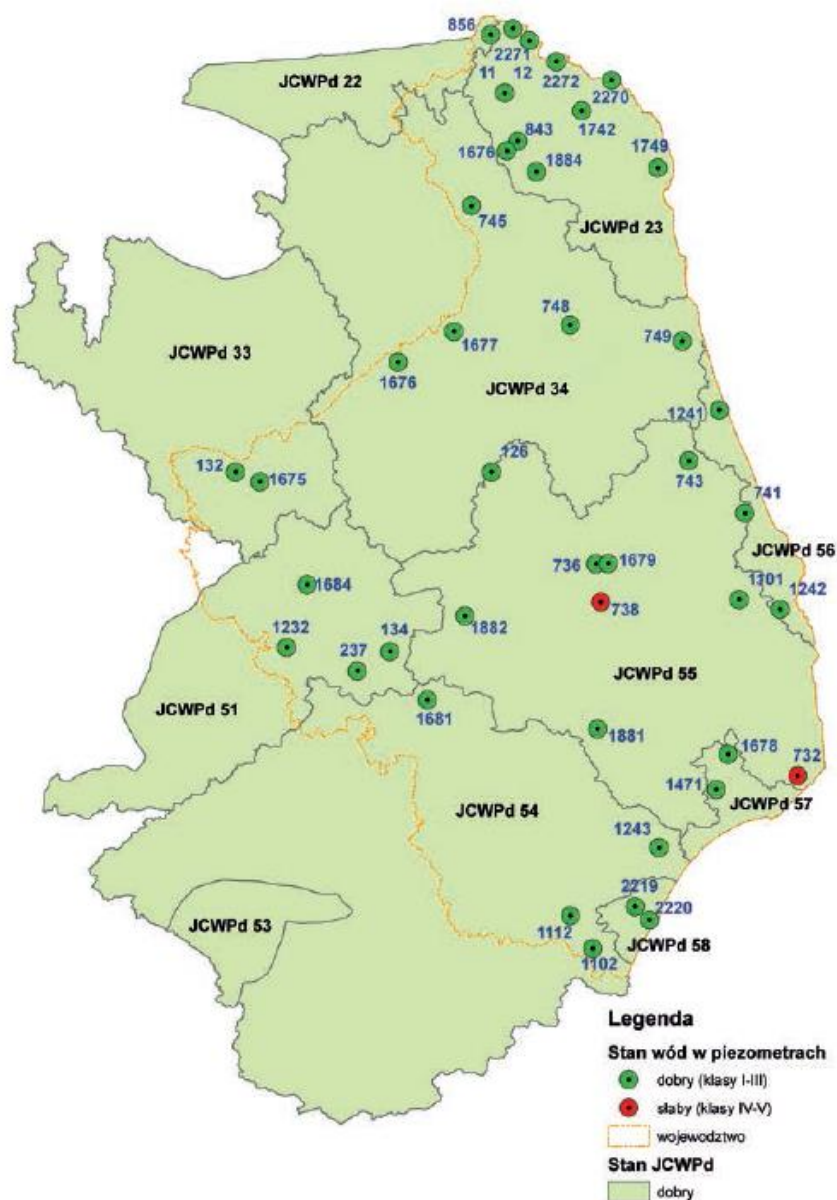 856
2271
11
12
2272
2270
JCWPd 22
1742
843
1676
1884
1749
745
JCWPd 23
748
749
1677
JCWPd 33
1676
JCWPd 34
1241
132
1675
126
743
741
JCWPd 56
736
1679
1684
1101
1242
738
1882
1232
134
237
JCWPd 55
JCWPd 51
1681
1881
1678
732
1471
JCWPd 57
JCWPd 54
1243
2219
2220
JCWPd 53
1112
JCWPd 58
1102
Legenda
Stan wód w piezometrach
dobry (klasy I-III)
słaby (klasy IV-V)
wojewodztwo
Stan JCWPd
dobry